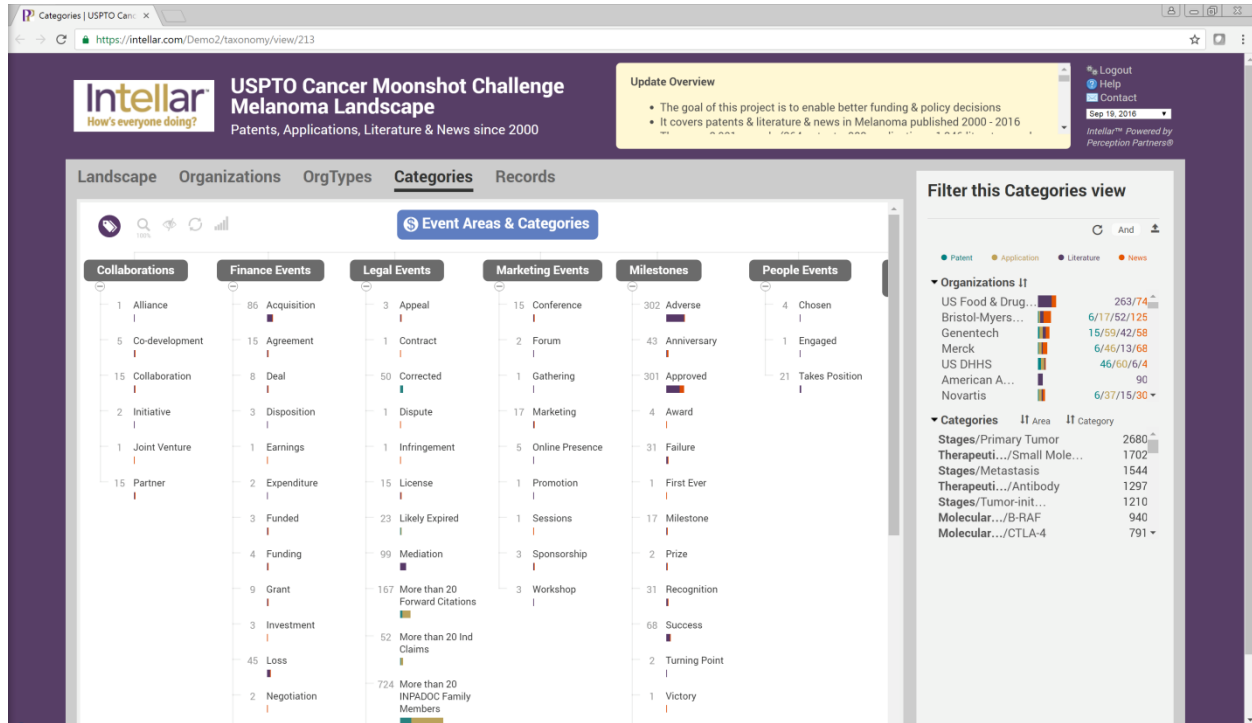 Categories | USPTO Canc
https://intellar.com/Demo2/taxonomy/view/213
Intellar
How's everyone doing?
USPTO Cancer Moonshot Challenge
Melanoma Landscape
Patents, Applications, Literature & News since 2000
Update Overview
• The goal of this project is to enable better funding & policy decisions
• It covers patents & literature & news in Melanoma published 2000 - 2016
Logout
Help
Contact
Sep 19, 2016
Intellar™ Powered by
Perception Partners®
Landscape Organizations OrgTypes Categories Records
100%
Event Areas & Categories
Collaborations
1 Alliance
5 Co-development
15 Collaboration
2 Initiative
1 Joint Venture
15 Partner
Finance Events
86 Acquisition
15 Agreement
8 Deal
3 Disposition
1 Earnings
2 Expenditure
3 Funded
4 Funding
9 Grant
3 Investment
45 Loss
2 Negotiation
Legal Events
3 Appeal
1 Contract
50 Corrected
1 Dispute
1 Infringement
15 License
23 Likely Expired
99 Mediation
167 More than 20
Forward Citations
52 More than 20 Ind
Claims
724 More than 20
INPADOC Family
Members
Marketing Events
15 Conference
2 Forum
1 Gathering
17 Marketing
5 Online Presence
1 Promotion
1 Sessions
3 Sponsorship
3 Workshop
Milestones
302 Adverse
43 Anniversary
301 Approved
4 Award
31 Failure
1 First Ever
17 Milestone
2 Prize
31 Recognition
68 Success
2 Turning Point
1 Victory
People Events
4 Chosen
1 Engaged
21 Takes Position
Filter this Categories view
And
Patent Application Literature News
Organizations
US Food & Drug... 263/74
Bristol-Myers... 6/17/52/125
Genentech 15/59/42/58
Merck 6/46/13/68
US DHHS 46/60/6/4
American A... 90
Novartis 6/37/15/30
Categories Area Category
Stages/Primary Tumor 2680
Therapeuti.../Small Mole... 1702
Stages/Metastasis 1544
Therapeuti.../Antibody 1297
Stages/Tumor-init... 1210
Molecular.../B-RAF 940
Molecular.../CTLA-4 791